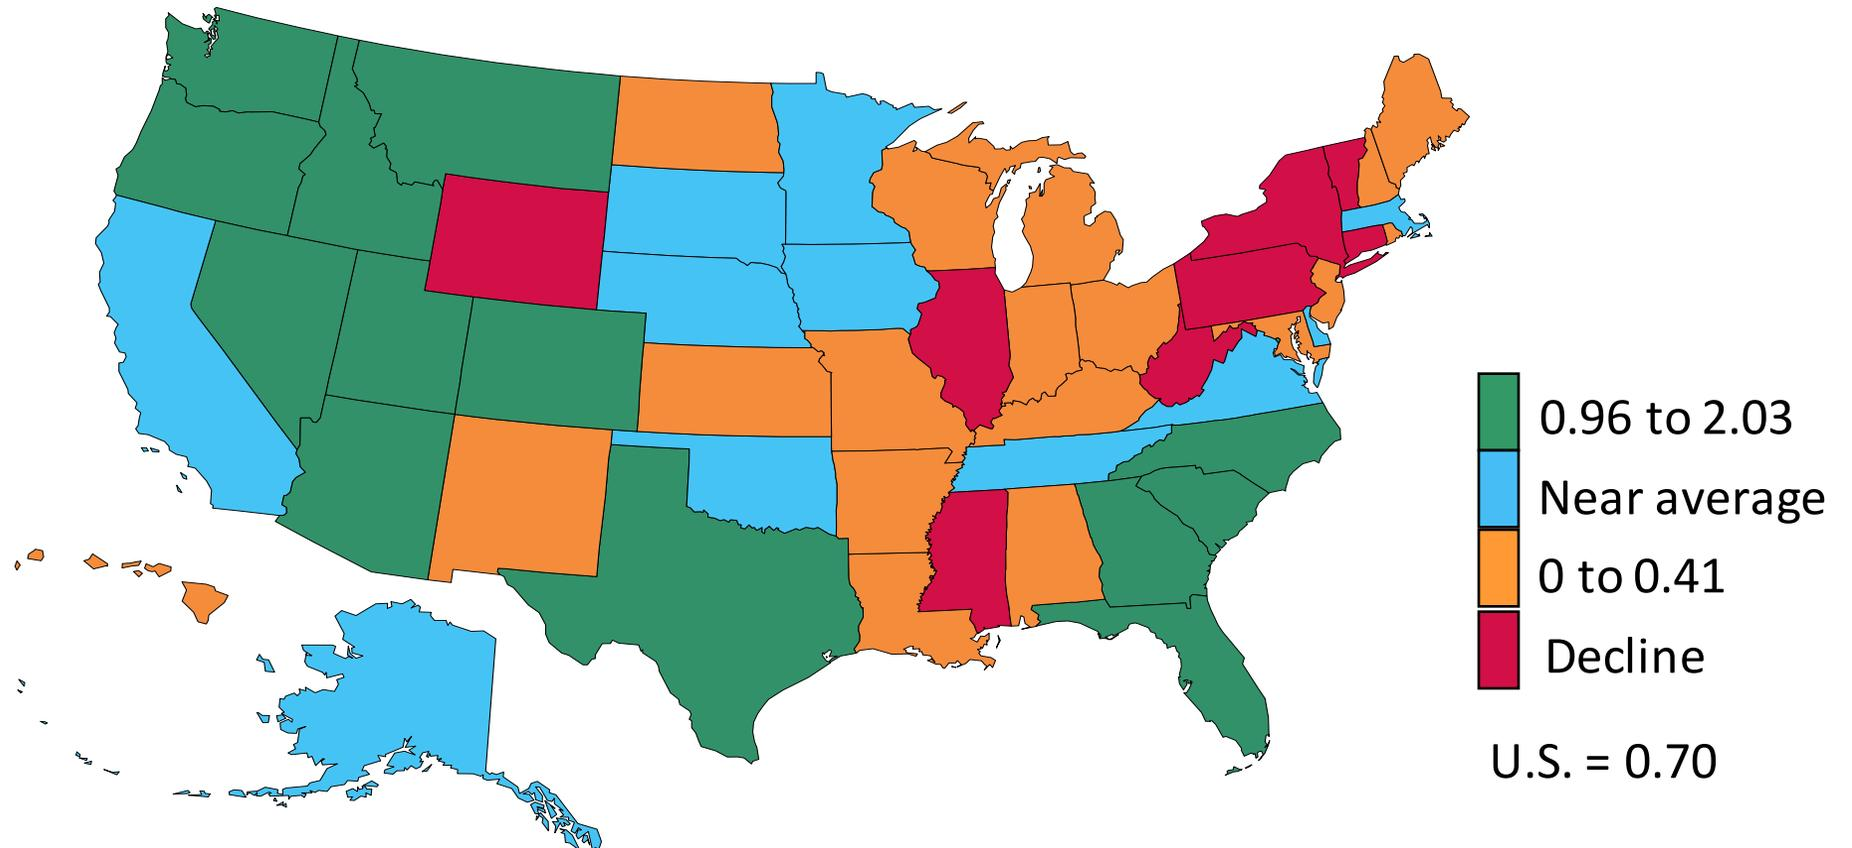 0.96 to 2.03
Near average
0 to 0.41
Decline
U.S. = 0.70